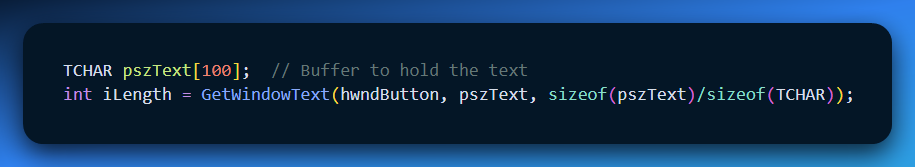 TCHAR pszText[100];  // Buffer to hold the text
int iLength = GetWindowText(hwndButton, pszText, sizeof(pszText)/sizeof(TCHAR));